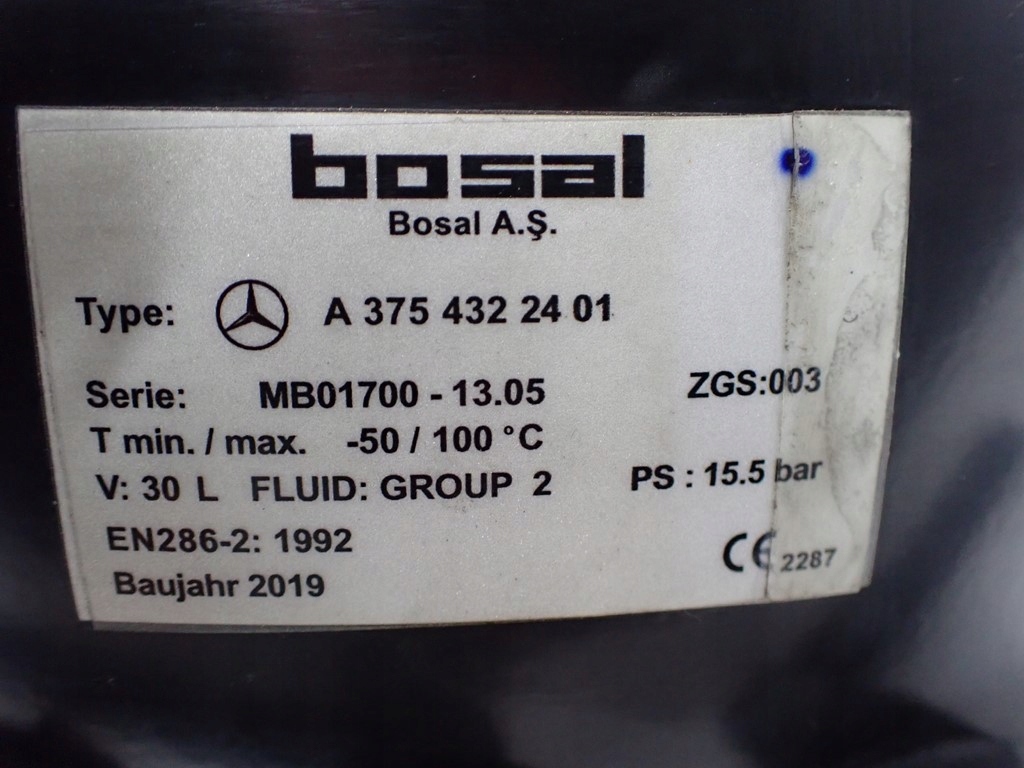 bosal
Bosal A.Ş.
Type: A 375 432 24 01
Serie: MB01700 - 13.05 ZGS:003
T min. / max. -50 / 100 °C
V: 30 L FLUID: GROUP 2 PS : 15.5 bar
EN286-2: 1992
Baujahr 2019
CE 2287